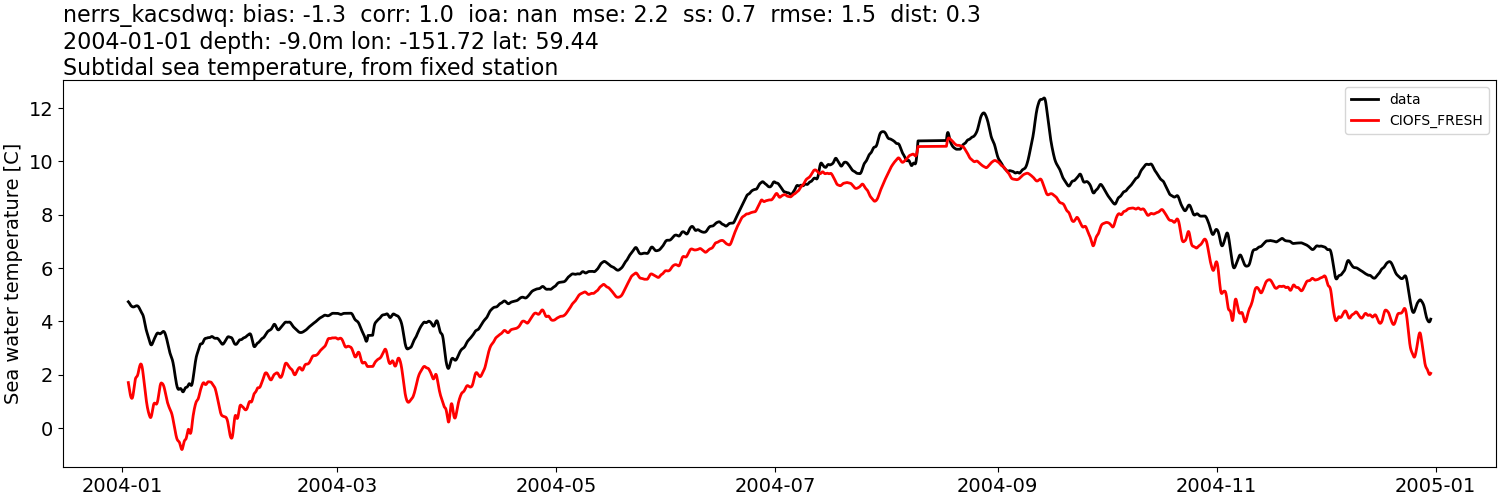 nerrs_kacsdwq: bias: -1.3  corr: 1.0  ioa: nan  mse: 2.2  ss: 0.7  rmse: 1.5  dist: 0.3
2004-01-01 depth: -9.0m lon: -151.72 lat: 59.44
Subtidal sea temperature, from fixed station
Sea water temperature [C]
12
10
8
6
4
2
0
data
CIOFS_FRESH
2004-01
2004-03
2004-05
2004-07
2004-09
2004-11
2005-01